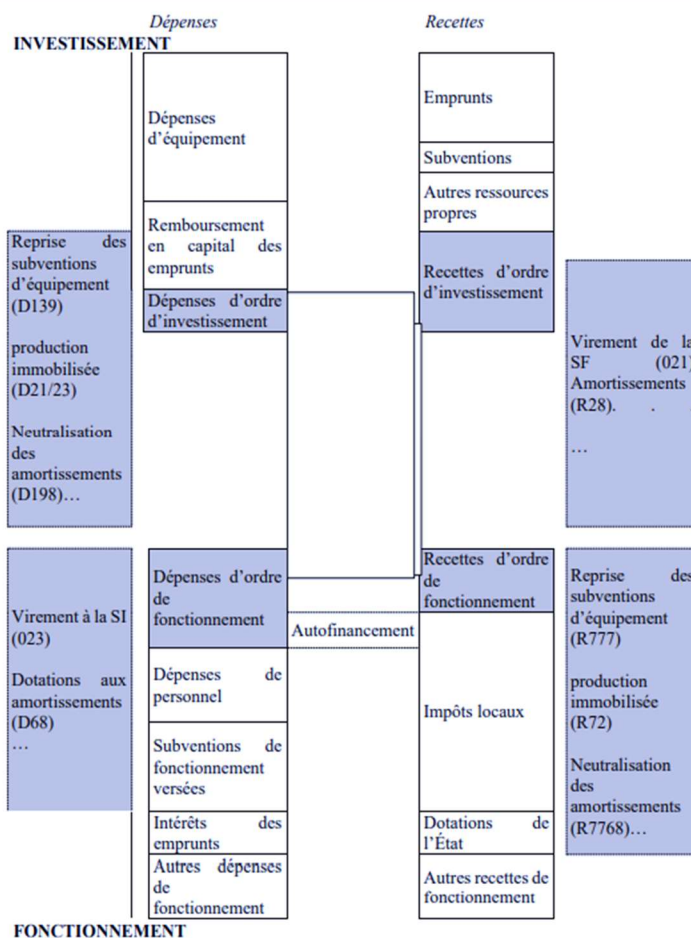 Dépenses
Recettes
INVESTISSEMENT
Dépenses
d’équipement
Remboursement
en capital des
emprunts
Dépenses d’ordre
d’investissement
Emprunts
Subventions
Autres ressources
propres
Recettes d’ordre
d’investissement
Reprise des
subventions
d’équipement
(D139)
production
immobilisée
(D21/23)
Neutralisation
des
amortissements
(D198)…
Virement de la
SF (021)
Amortissements
(R28). .
…
Virement à la SI
(023)
Dotations aux
amortissements
(D68)
…
Dépenses d’ordre
de
fonctionnement
Dépenses de
personnel
Subventions de
fonctionnement
versées
Intérêts des
emprunts
Autres dépenses
de
fonctionnement
Autofinancement
Recettes d’ordre
de
fonctionnement
Impôts locaux
Dotations de
l’État
Autres recettes de
fonctionnement
Reprise des
subventions
d’équipement
(R777)
production
immobilisée
(R72)
Neutralisation
des
amortissements
(R7768)…
FONCTIONNEMENT